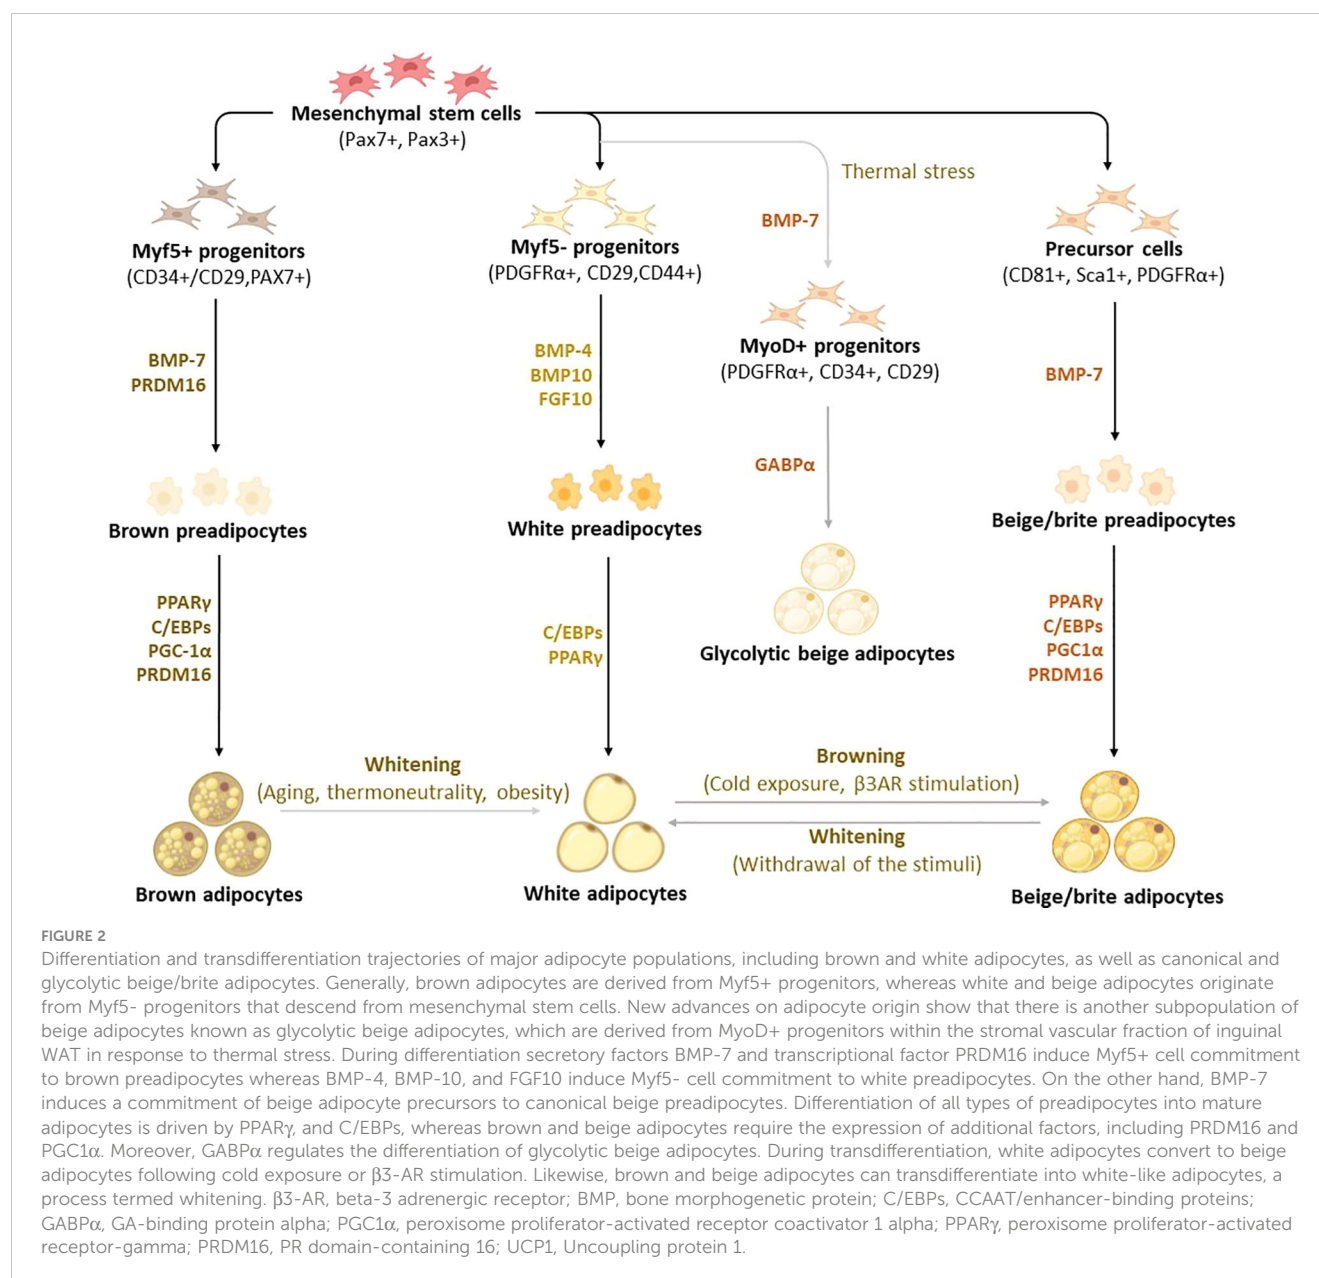 Mesenchymal stem cells
(Pax7+, Pax3+)
Thermal stress
BMP-7
Myf5+ progenitors
(CD34+/CD29,PAX7+)
Myf5- progenitors
(PDGFRα+, CD29,CD44+)
Precursor cells
(CD81+, Sca1+, PDGFRα+)
MyoD+ progenitors
(PDGFRα+, CD34+, CD29)
BMP-7
PRDM16
BMP-4
BMP10
FGF10
BMP-7
GABPα
Brown preadipocytes
White preadipocytes
Beige/brite preadipocytes
PPARγ
C/EBPs
PGC-1α
PRDM16
C/EBPs
PPARγ
Glycolytic beige adipocytes
PPARγ
C/EBPs
PGC1α
PRDM16
Whitening
(Aging, thermoneutrality, obesity)
Browning
(Cold exposure, β3AR stimulation)
Whitening
(Withdrawal of the stimuli)
Brown adipocytes
White adipocytes
Beige/brite adipocytes
FIGURE 2
Differentiation and transdifferentiation trajectories of major adipocyte populations, including brown and white adipocytes, as well as canonical and
glycolytic beige/brite adipocytes. Generally, brown adipocytes are derived from Myf5+ progenitors, whereas white and beige adipocytes originate
from Myf5- progenitors that descend from mesenchymal stem cells. New advances on adipocyte origin show that there is another subpopulation of
beige adipocytes known as glycolytic beige adipocytes, which are derived from MyoD+ progenitors within the stromal vascular fraction of inguinal
WAT in response to thermal stress. During differentiation secretory factors BMP-7 and transcriptional factor PRDM16 induce Myf5+ cell commitment
to brown preadipocytes whereas BMP-4, BMP-10, and FGF10 induce Myf5- cell commitment to white preadipocytes. On the other hand, BMP-7
induces a commitment of beige adipocyte precursors to canonical beige preadipocytes. Differentiation of all types of preadipocytes into mature
adipocytes is driven by PPARγ, and C/EBPs, whereas brown and beige adipocytes require the expression of additional factors, including PRDM16 and
PGC1α. Moreover, GABPα regulates the differentiation of glycolytic beige adipocytes. During transdifferentiation, white adipocytes convert to beige
adipocytes following cold exposure or β3-AR stimulation. Likewise, brown and beige adipocytes can transdifferentiate into white-like adipocytes, a
process termed whitening. β3-AR, beta-3 adrenergic receptor; BMP, bone morphogenetic protein; C/EBPs, CCAAT/enhancer-binding proteins;
GABPα, GA-binding protein alpha; PGC1α, peroxisome proliferator-activated receptor coactivator 1 alpha; PPARγ, peroxisome proliferator-activated
receptor-gamma; PRDM16, PR domain-containing 16; UCP1, Uncoupling protein 1.